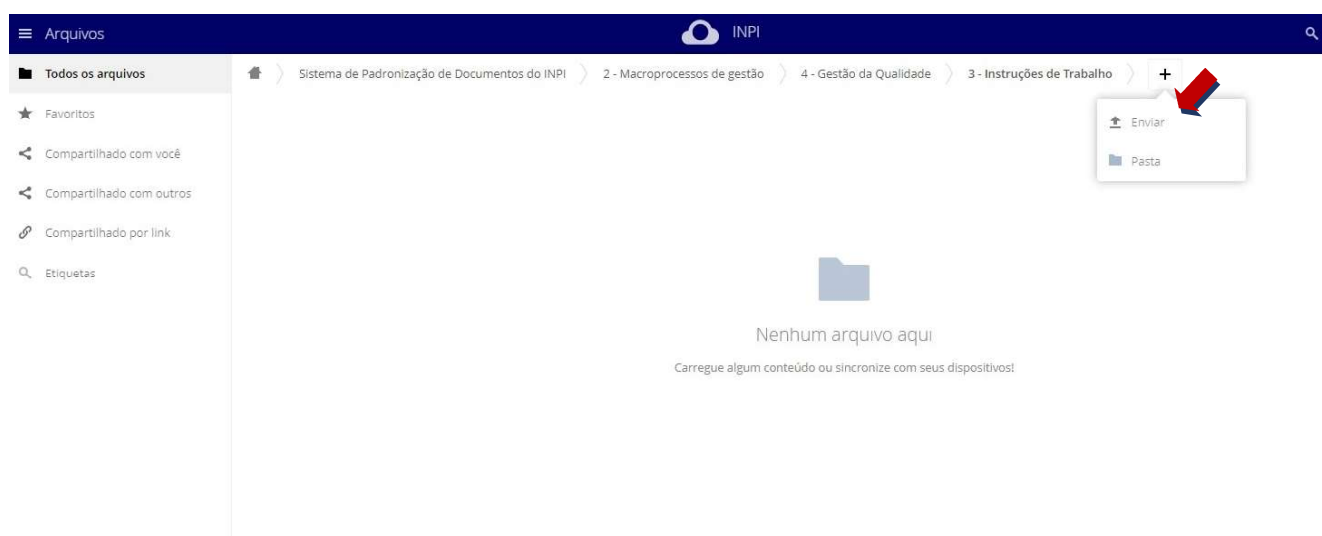 Arquivos
INPI
Todos os arquivos
Sistema de Padronização de Documentos do INPI 2 - Macroprocessos de gestão 4 - Gestão da Qualidade 3 - Instruções de Trabalho +
Favoritos
Compartilhado com você
Compartilhado com outros
Compartilhado por link
Etiquetas
Enviar
Pasta
Nenhum arquivo aqui
Carregue algum conteúdo ou sincronize com seus dispositivos!